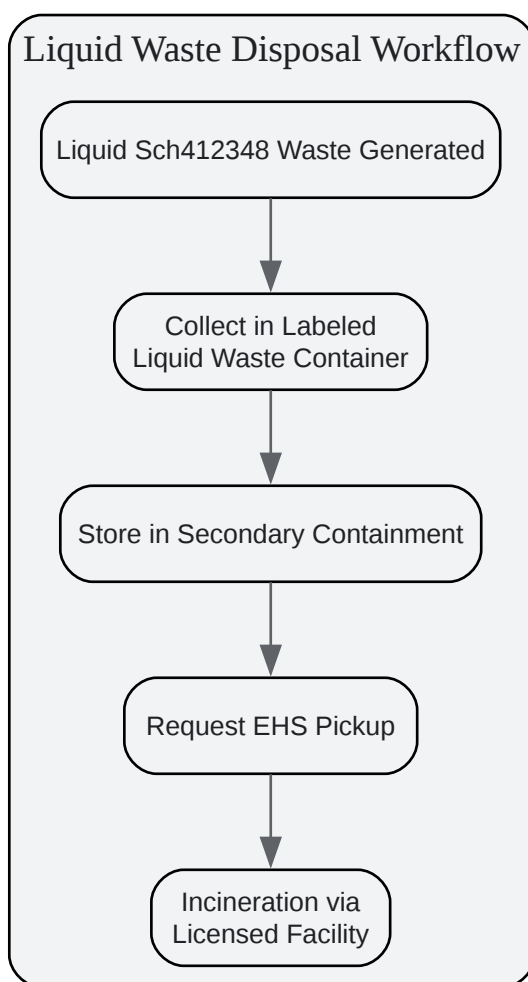 Liquid Waste Disposal Workflow
Liquid Sch412348 Waste Generated
Collect in Labeled
Liquid Waste Container
Store in Secondary Containment
Request EHS Pickup
Incineration via
Licensed Facility